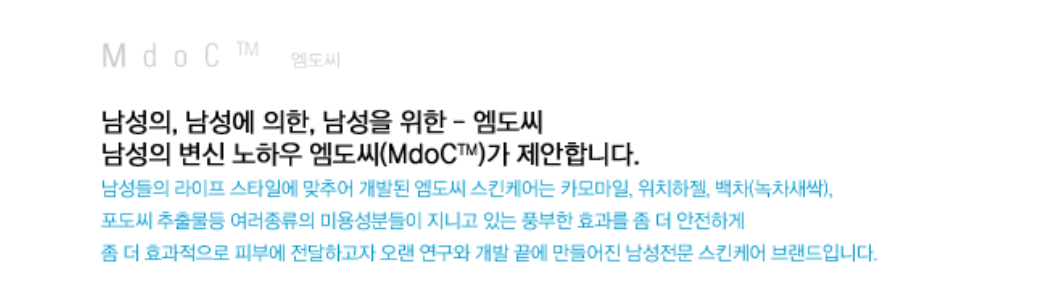 MdoC™ 엠도씨
남성의, 남성에 의한, 남성을 위한 - 엠도씨
남성의 변신 노하우 엠도씨(MdoC™)가 제안합니다.
남성들의 라이프 스타일에 맞추어 개발된 엠도씨 스킨케어는 카모마일, 위치하젤, 백차(녹차새싹),
포도씨 추출물등 여러종류의 미용성분들이 지니고 있는 풍부한 효과를 좀 더 안전하게
좀 더 효과적으로 피부에 전달하고자 오랜 연구와 개발 끝에 만들어진 남성전문 스킨케어 브랜드입니다.